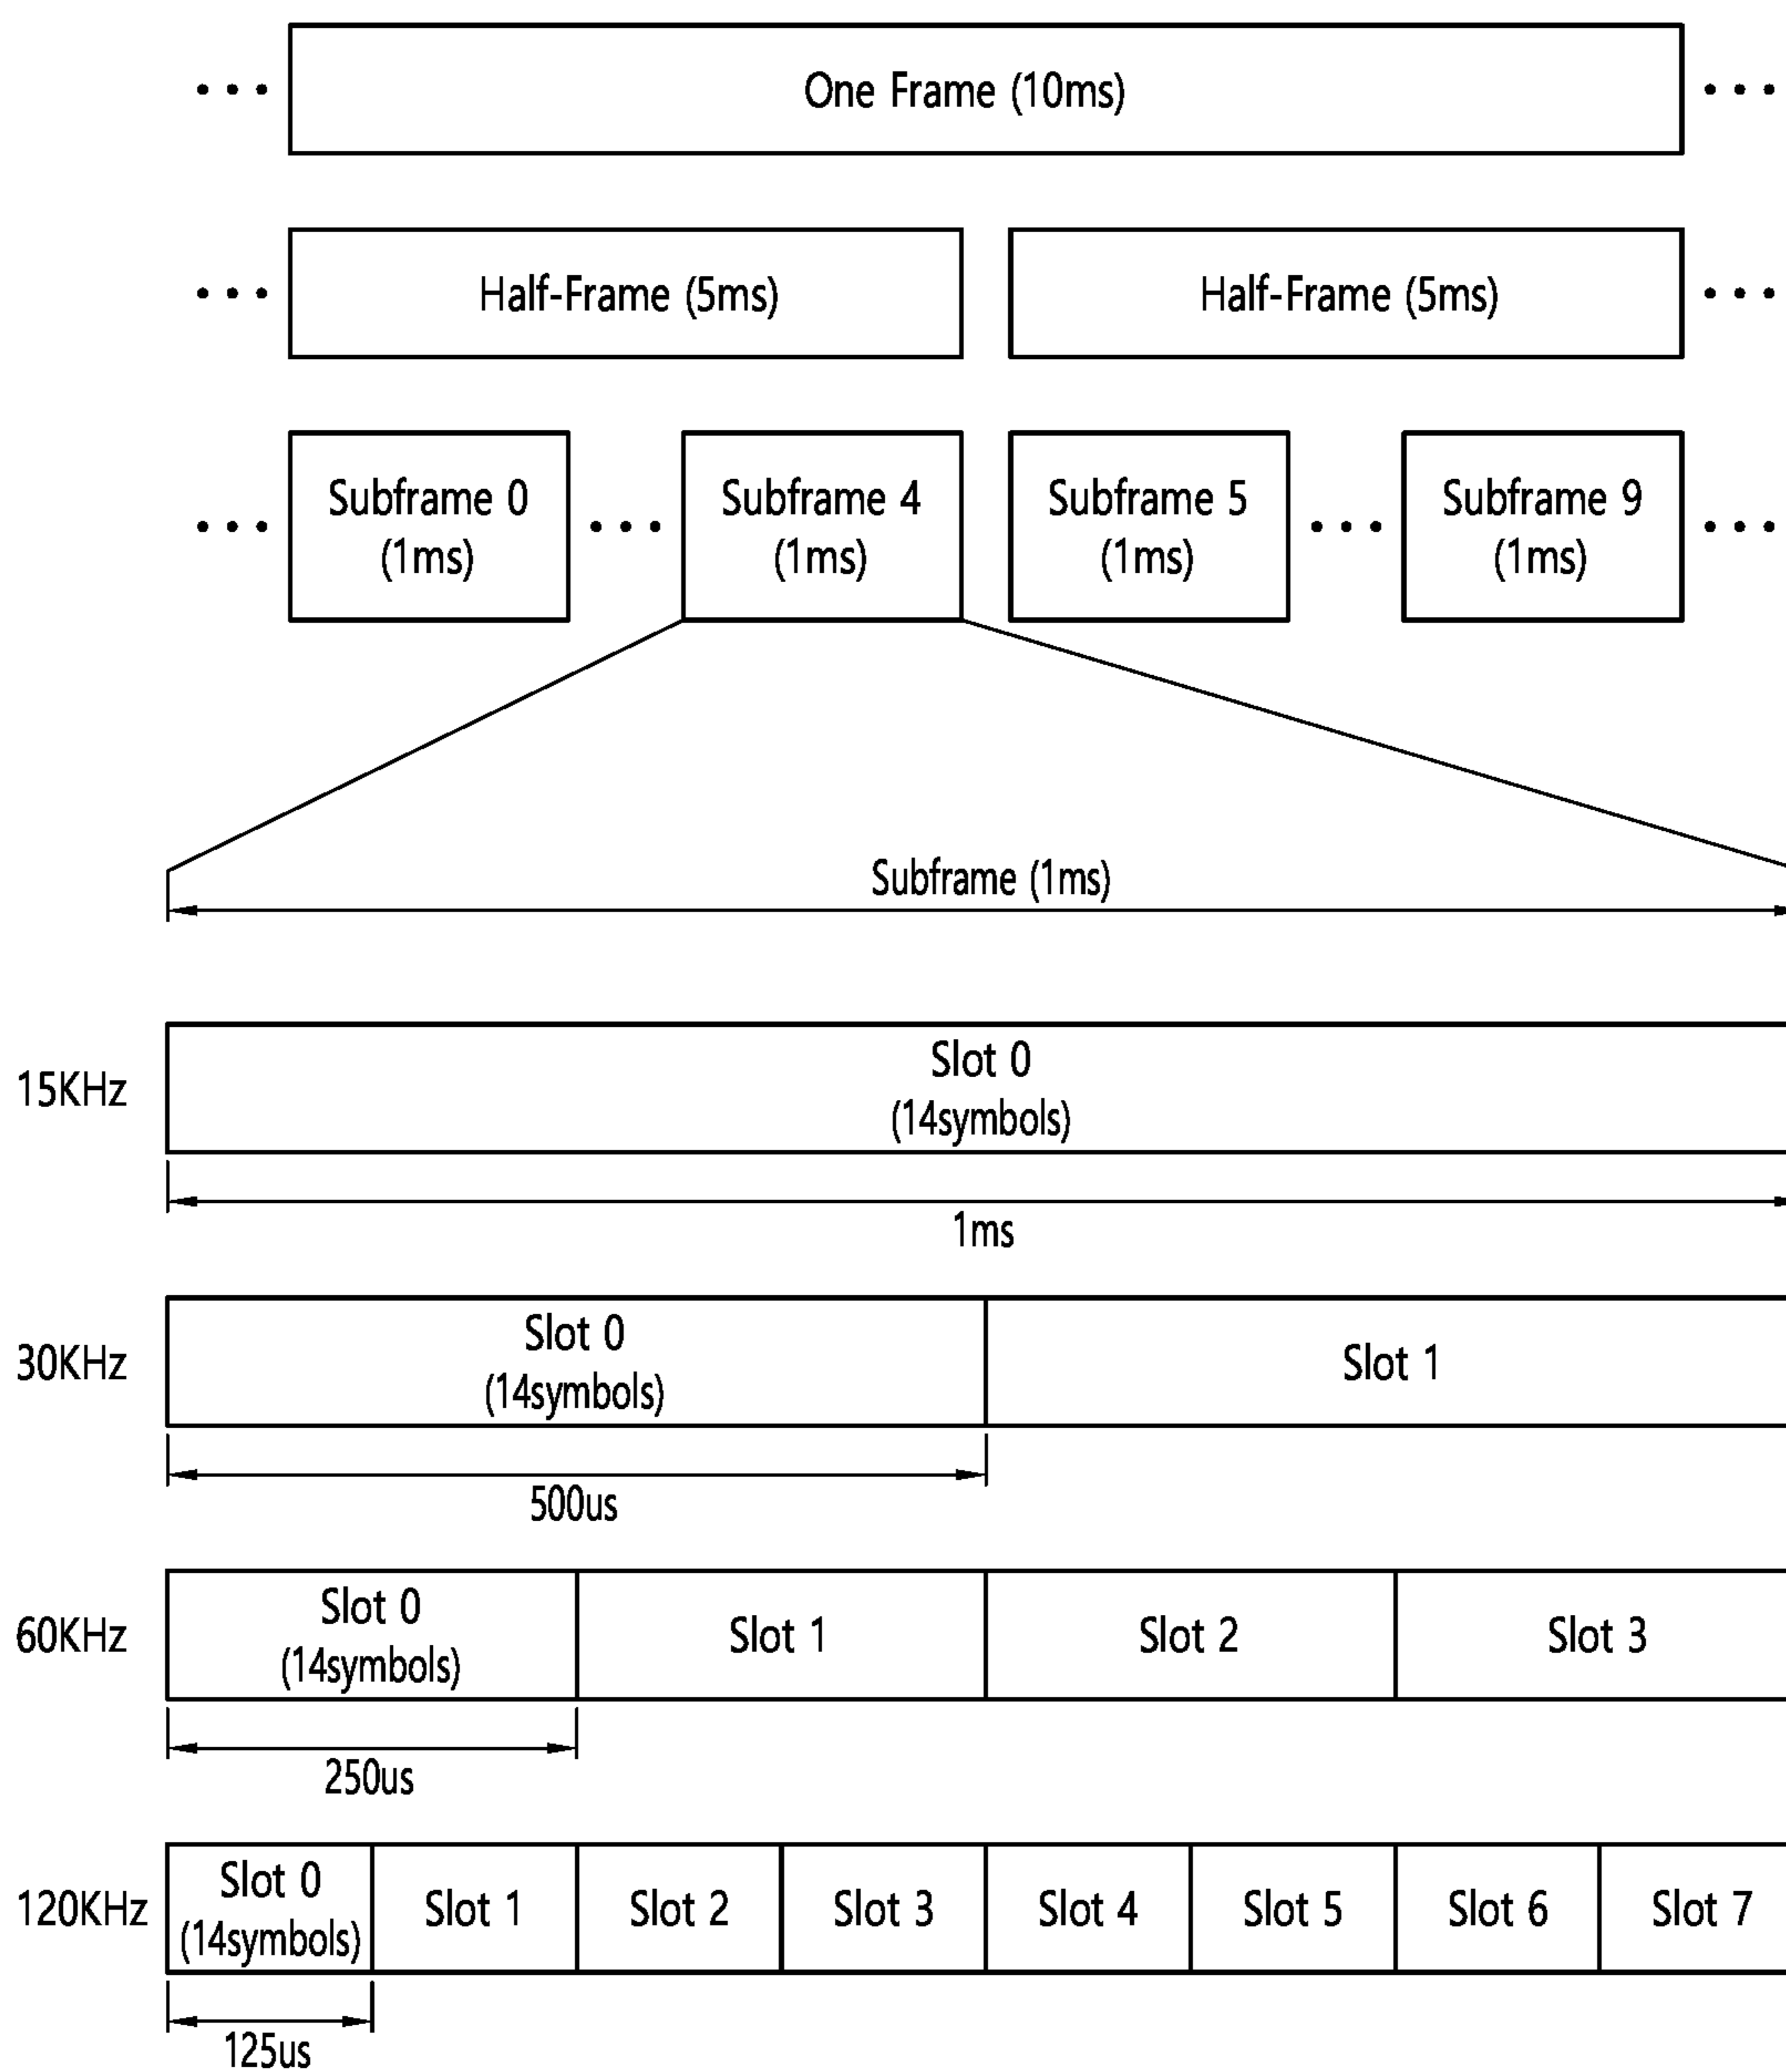 One Frame (10ms)
Half-Frame (5ms) Half-Frame (5ms)
Subframe 0 Subframe 4 Subframe 5 Subframe 9
(1ms) (1ms) (1ms) (1ms)
Subframe (1ms)
15KHz
Slot 0
(14symbols)
1ms
30KHz
Slot 0
(14symbols)
Slot 1
500us
60KHz
Slot 0
(14symbols)
Slot 1
Slot 2
Slot 3
250us
120KHz
Slot 0
(14symbols)
Slot 1
Slot 2
Slot 3
Slot 4
Slot 5
Slot 6
Slot 7
125us